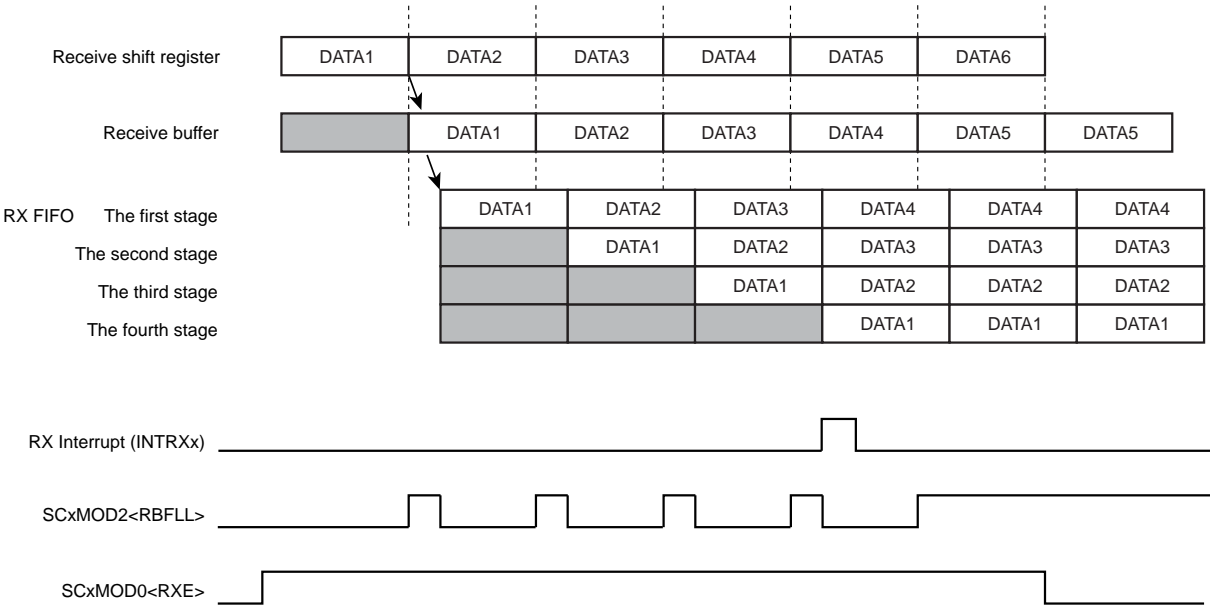 Receive shift register DATA1 DATA2 DATA3 DATA4 DATA5 DATA6
Receive buffer DATA1 DATA2 DATA3 DATA4 DATA5 DATA5
RX FIFO The first stage DATA1 DATA2 DATA3 DATA4 DATA4 DATA4
The second stage DATA1 DATA2 DATA3 DATA3 DATA3
The third stage DATA1 DATA2 DATA2 DATA2
The fourth stage DATA1 DATA1 DATA1
RX Interrupt (INTRXx)
SCxMOD2<RBFLL>
SCxMOD0<RXE>